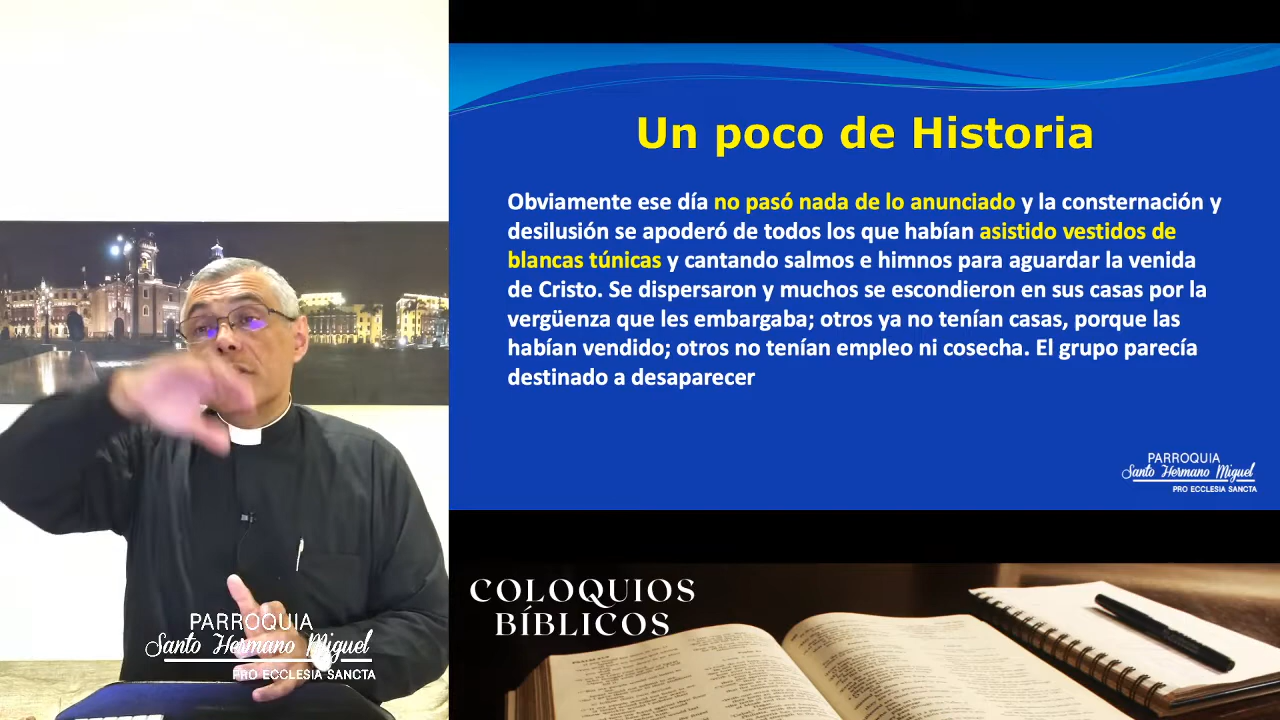 Un poco de Historia
Obviamente ese día no pasó nada de lo anunciado y la consternación y
desilusión se apoderó de todos los que habían asistido vestidos de
blancas túnicas y cantando salmos e himnos para aguardar la venida
de Cristo. Se dispersaron y muchos se escondieron en sus casas por la
vergüenza que les embargaba; otros ya no tenían casas, porque las
habían vendido; otros no tenían empleo ni cosecha. El grupo parecía
destinado a desaparecer
PARROQUIA
Santo Hermano Miguel
PRO ECCLESIA SANCTA
COLOQUIOS
BÍBLICOS
PARROQUIA
Santo Hermano Miguel
PRO ECCLESIA SANCTA